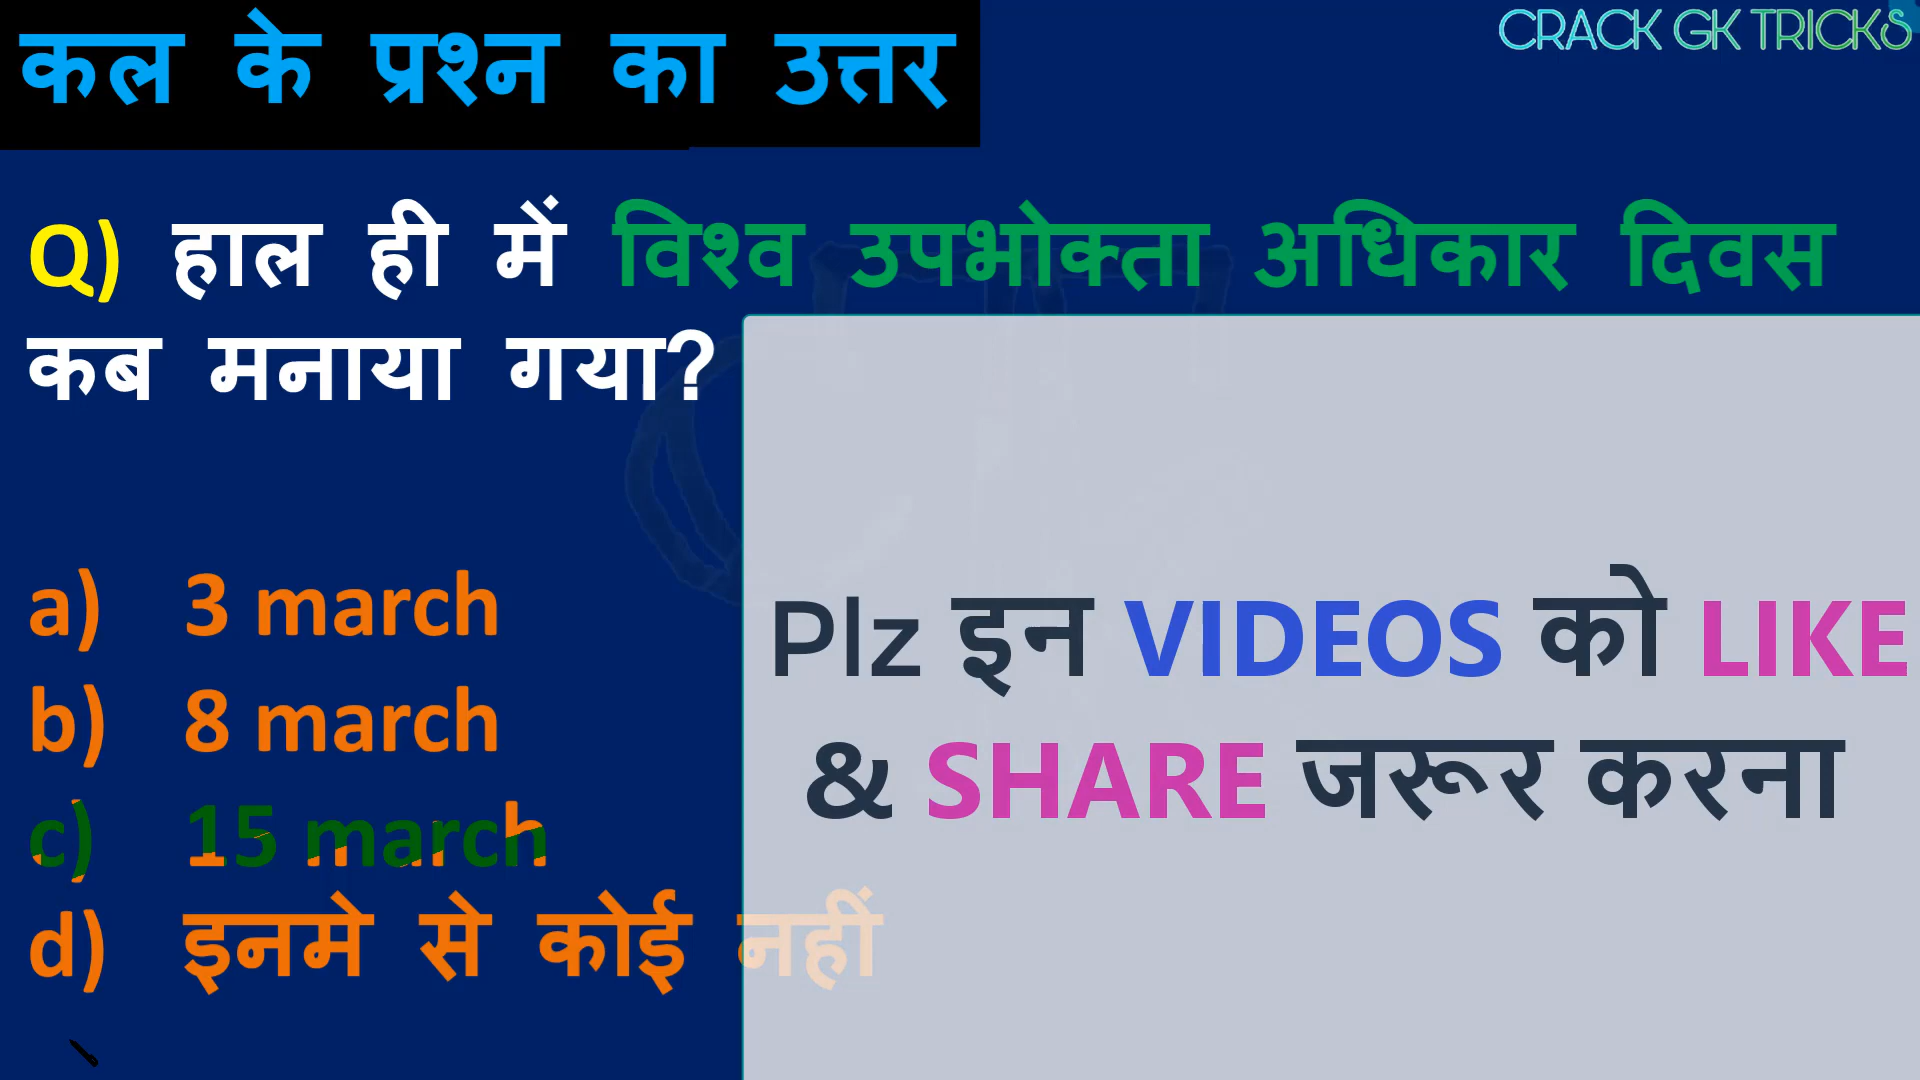 कल के प्रश्न का उत्तर
CRACK GK TRICKS
Q) हाल ही में विश्व उपभोक्ता अधिकार दिवस
कब मनाया गया?
a) 3 march
b) 8 march
c) 15 march
d) इनमे से कोई नहीं
Plz इन VIDEOS को LIKE
& SHARE जरूर करना